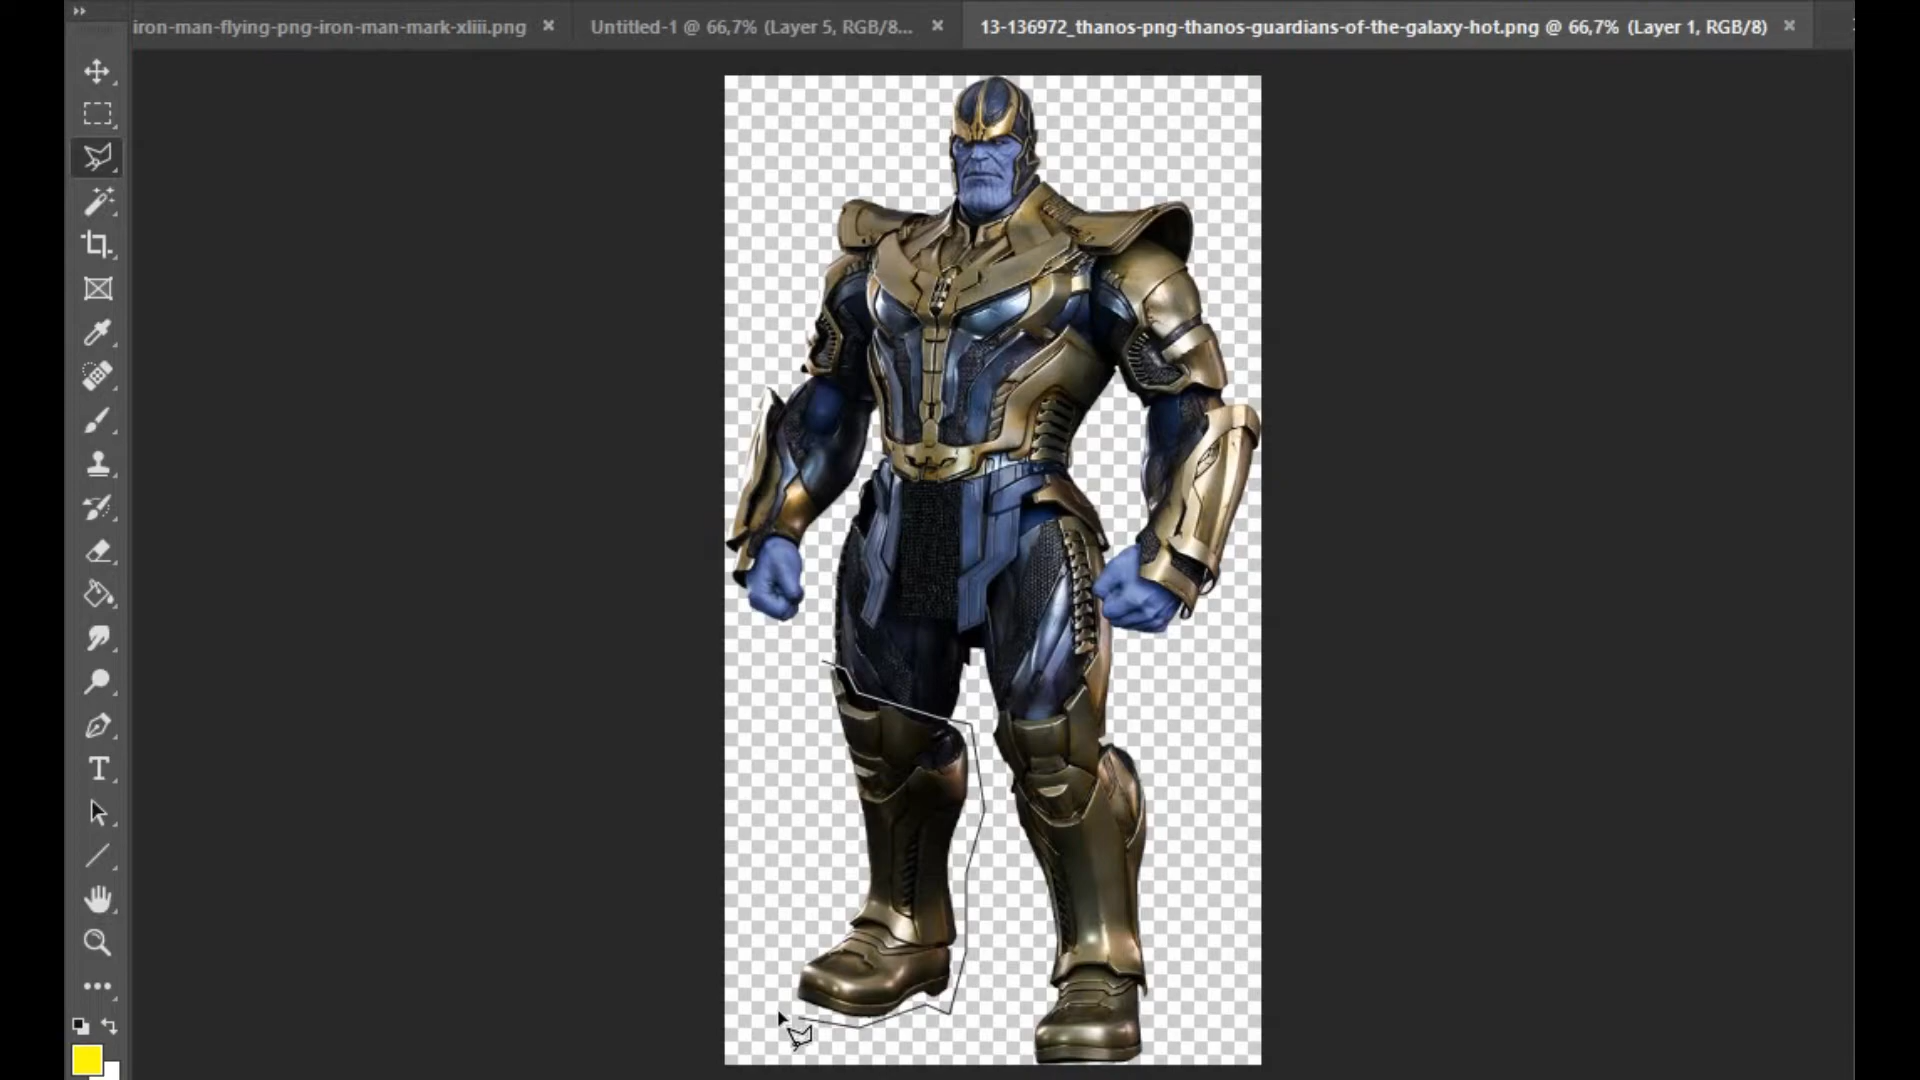 iron-man-flying-png-iron-man-mark-xliii.png
Untitled-1 @ 66,7% (Layer 5, RGB/8...
13-136972_thanos-png-thanos-guardians-of-the-galaxy-hot.png @ 66,7% (Layer 1, RGB/8)